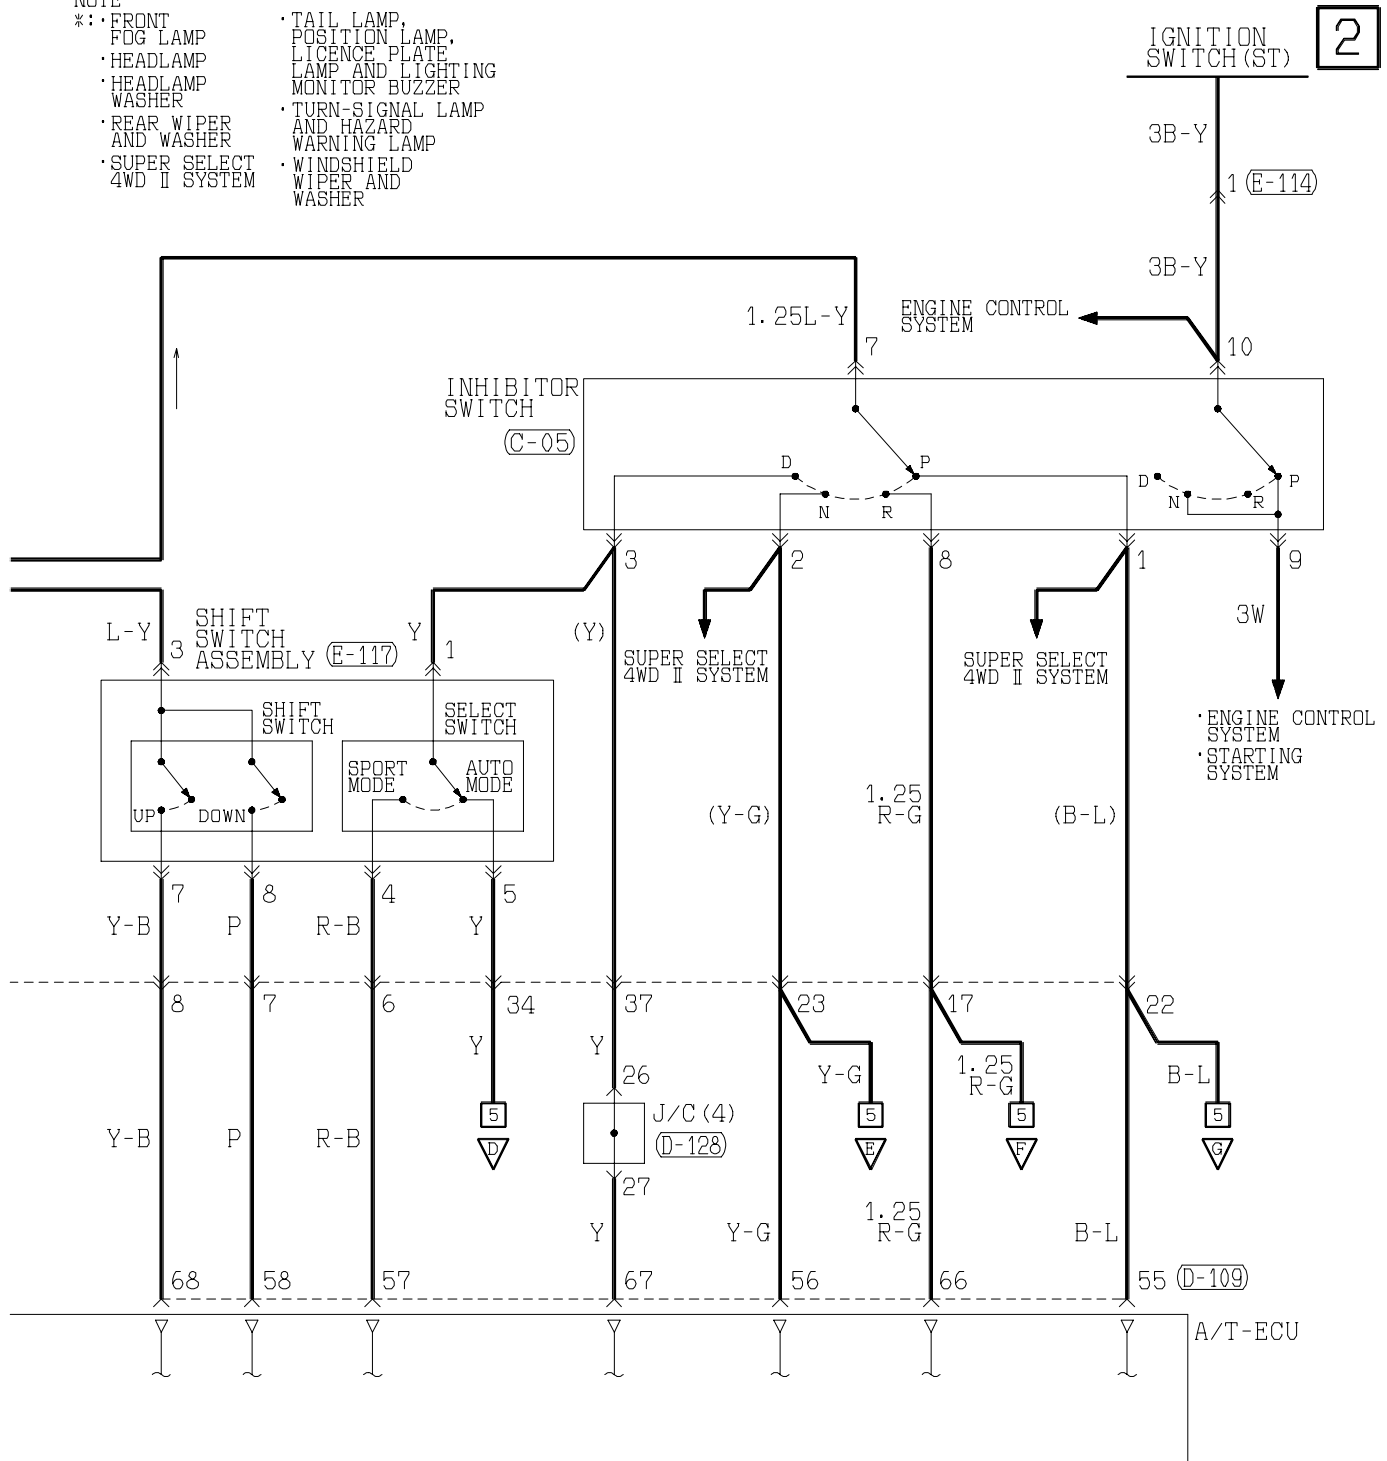 NOTE
*:·FRONT
FOG LAMP
·HEADLAMP
·HEADLAMP
WASHER
·REAR WIPER
AND WASHER
·SUPER SELECT
4WD Ⅱ SYSTEM
·TAIL LAMP,
POSITION LAMP,
LICENCE PLATE
LAMP AND LIGHTING
MONITOR BUZZER
·TURN-SIGNAL LAMP
AND HAZARD
WARNING LAMP
·WINDSHIELD
WIPER AND
WASHER
IGNITION
SWITCH(ST)
2
3B-Y
1 E-114
3B-Y
1.25L-Y
ENGINE CONTROL
SYSTEM
7
10
INHIBITOR
SWITCH
C-05
D
P
N
R
D
P
N
R
3
2
8
1
9
L-Y
3
SHIFT
SWITCH
ASSEMBLY E-117
Y
1
(Y)
SUPER SELECT
4WD Ⅱ SYSTEM
SUPER SELECT
4WD Ⅱ SYSTEM
3W
SHIFT
SWITCH
SELECT
SWITCH
·ENGINE CONTROL
SYSTEM
·STARTING
SYSTEM
SPORT
MODE
AUTO
MODE
UP
DOWN
(Y-G)
1.25
R-G
(B-L)
7
8
4
5
Y-B
P
R-B
Y
8
7
6
34
37
23
17
22
Y
Y
26
Y-G
1.25
R-G
B-L
5
D
J/C(4)
D-128
5
E
5
F
5
G
Y-B
P
R-B
27
Y
Y-G
1.25
R-G
B-L
68
58
57
67
56
66
55 D-109
A/T-ECU